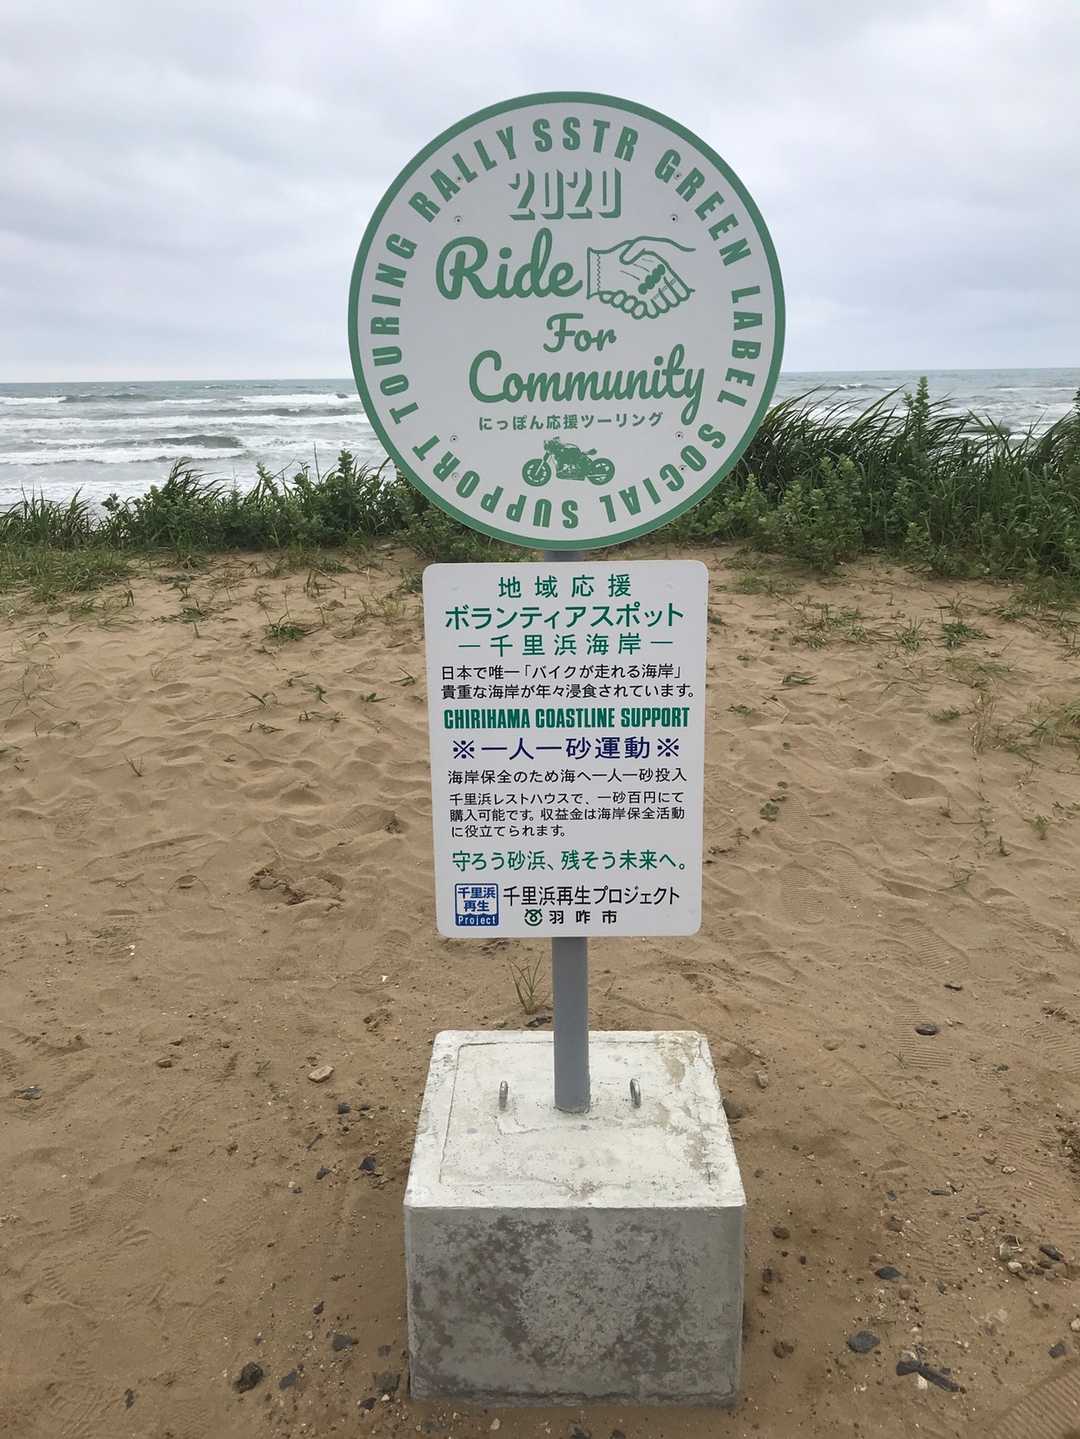 TOURING RALLY SSTR GREEN LABEL SOCIAL SUPPORT
2020
Ride
For
Community
にっぽん応援ツーリング
地域応援
ボランティアスポット
—千里浜海岸—
日本で唯一「バイクが走れる海岸」
貴重な海岸が年々浸食されています。
CHIRIHAMA COASTLINE SUPPORT
※一人一砂運動※
海岸保全のため海へ一人一砂投入
千里浜レストハウスで、一砂百円にて
購入可能です。収益金は海岸保全活動
に役立てられます。
守ろう砂浜、残そう未来へ。
千里浜
再生
Project
千里浜再生プロジェクト
羽咋市